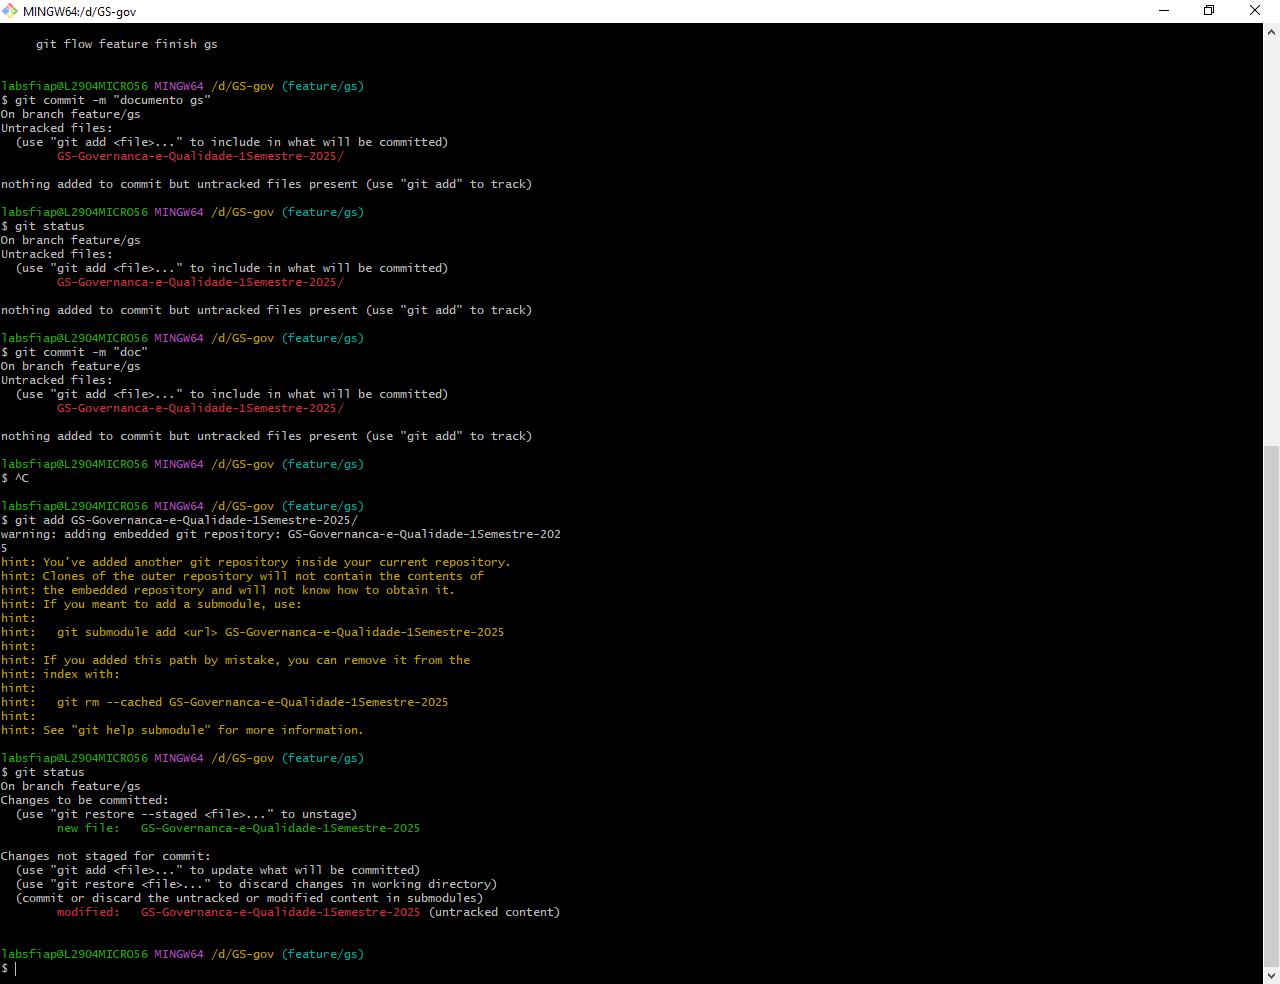 MINGW64:/d/GS-gov
git flow feature finish gs
labsfiap@L2904MICRO56 MINGW64 /d/GS-gov (feature/gs)
$ git commit -m "documento gs"
On branch feature/gs
Untracked files:
(use "git add <file>..." to include in what will be committed)
GS-Governanca-e-Qualidade-1Semestre-2025/
nothing added to commit but untracked files present (use "git add" to track)
labsfiap@L2904MICRO56 MINGW64 /d/GS-gov (feature/gs)
$ git status
On branch feature/gs
Untracked files:
(use "git add <file>..." to include in what will be committed)
GS-Governanca-e-Qualidade-1Semestre-2025/
nothing added to commit but untracked files present (use "git add" to track)
labsfiap@L2904MICRO56 MINGW64 /d/GS-gov (feature/gs)
$ git commit -m "doc"
On branch feature/gs
Untracked files:
(use "git add <file>..." to include in what will be committed)
GS-Governanca-e-Qualidade-1Semestre-2025/
nothing added to commit but untracked files present (use "git add" to track)
labsfiap@L2904MICRO56 MINGW64 /d/GS-gov (feature/gs)
$ ^C
labsfiap@L2904MICRO56 MINGW64 /d/GS-gov (feature/gs)
$ git add GS-Governanca-e-Qualidade-1Semestre-2025/
warning: adding embedded git repository: GS-Governanca-e-Qualidade-1Semestre-202
5
hint: You've added another git repository inside your current repository.
hint: Clones of the outer repository will not contain the contents of
hint: the embedded repository and will not know how to obtain it.
hint: If you meant to add a submodule, use:
hint:
hint: git submodule add <url> GS-Governanca-e-Qualidade-1Semestre-2025
hint:
hint: If you added this path by mistake, you can remove it from the
hint: index with:
hint:
hint: git rm --cached GS-Governanca-e-Qualidade-1Semestre-2025
hint:
hint: See "git help submodule" for more information.
labsfiap@L2904MICRO56 MINGW64 /d/GS-gov (feature/gs)
$ git status
On branch feature/gs
Changes to be committed:
(use "git restore --staged <file>..." to unstage)
new file: GS-Governanca-e-Qualidade-1Semestre-2025
Changes not staged for commit:
(use "git add <file>..." to update what will be committed)
(use "git restore <file>..." to discard changes in working directory)
(commit or discard the untracked or modified content in submodules)
modified: GS-Governanca-e-Qualidade-1Semestre-2025 (untracked content)
labsfiap@L2904MICRO56 MINGW64 /d/GS-gov (feature/gs)
$